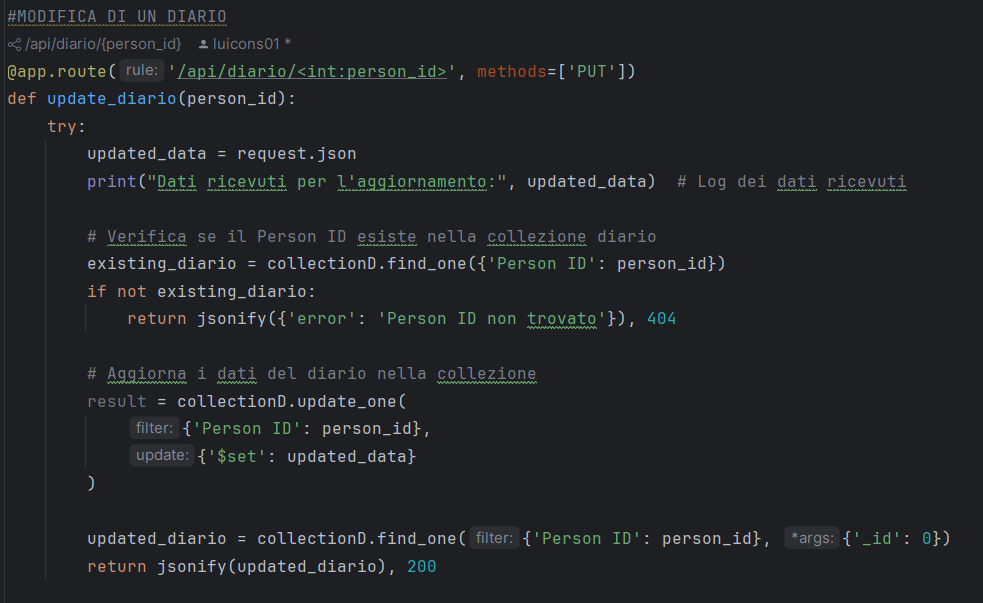 #MODIFICA DI UN DIARIO
/api/diario/{person_id} luicons01 *
@app.route( rule: '/api/diario/<int:person_id>', methods=['PUT'])
def update_diario(person_id):
    try:
        updated_data = request.json
        print("Dati ricevuti per l'aggiornamento:", updated_data)  # Log dei dati ricevuti

        # Verifica se il Person ID esiste nella collezione diario
        existing_diario = collectionD.find_one({'Person ID': person_id})
        if not existing_diario:
            return jsonify({'error': 'Person ID non trovato'}), 404

        # Aggiorna i dati del diario nella collezione
        result = collectionD.update_one(
            filter: {'Person ID': person_id},
            update: {'$set': updated_data}
        )

        updated_diario = collectionD.find_one( filter: {'Person ID': person_id}, *args: {'_id': 0})
        return jsonify(updated_diario), 200